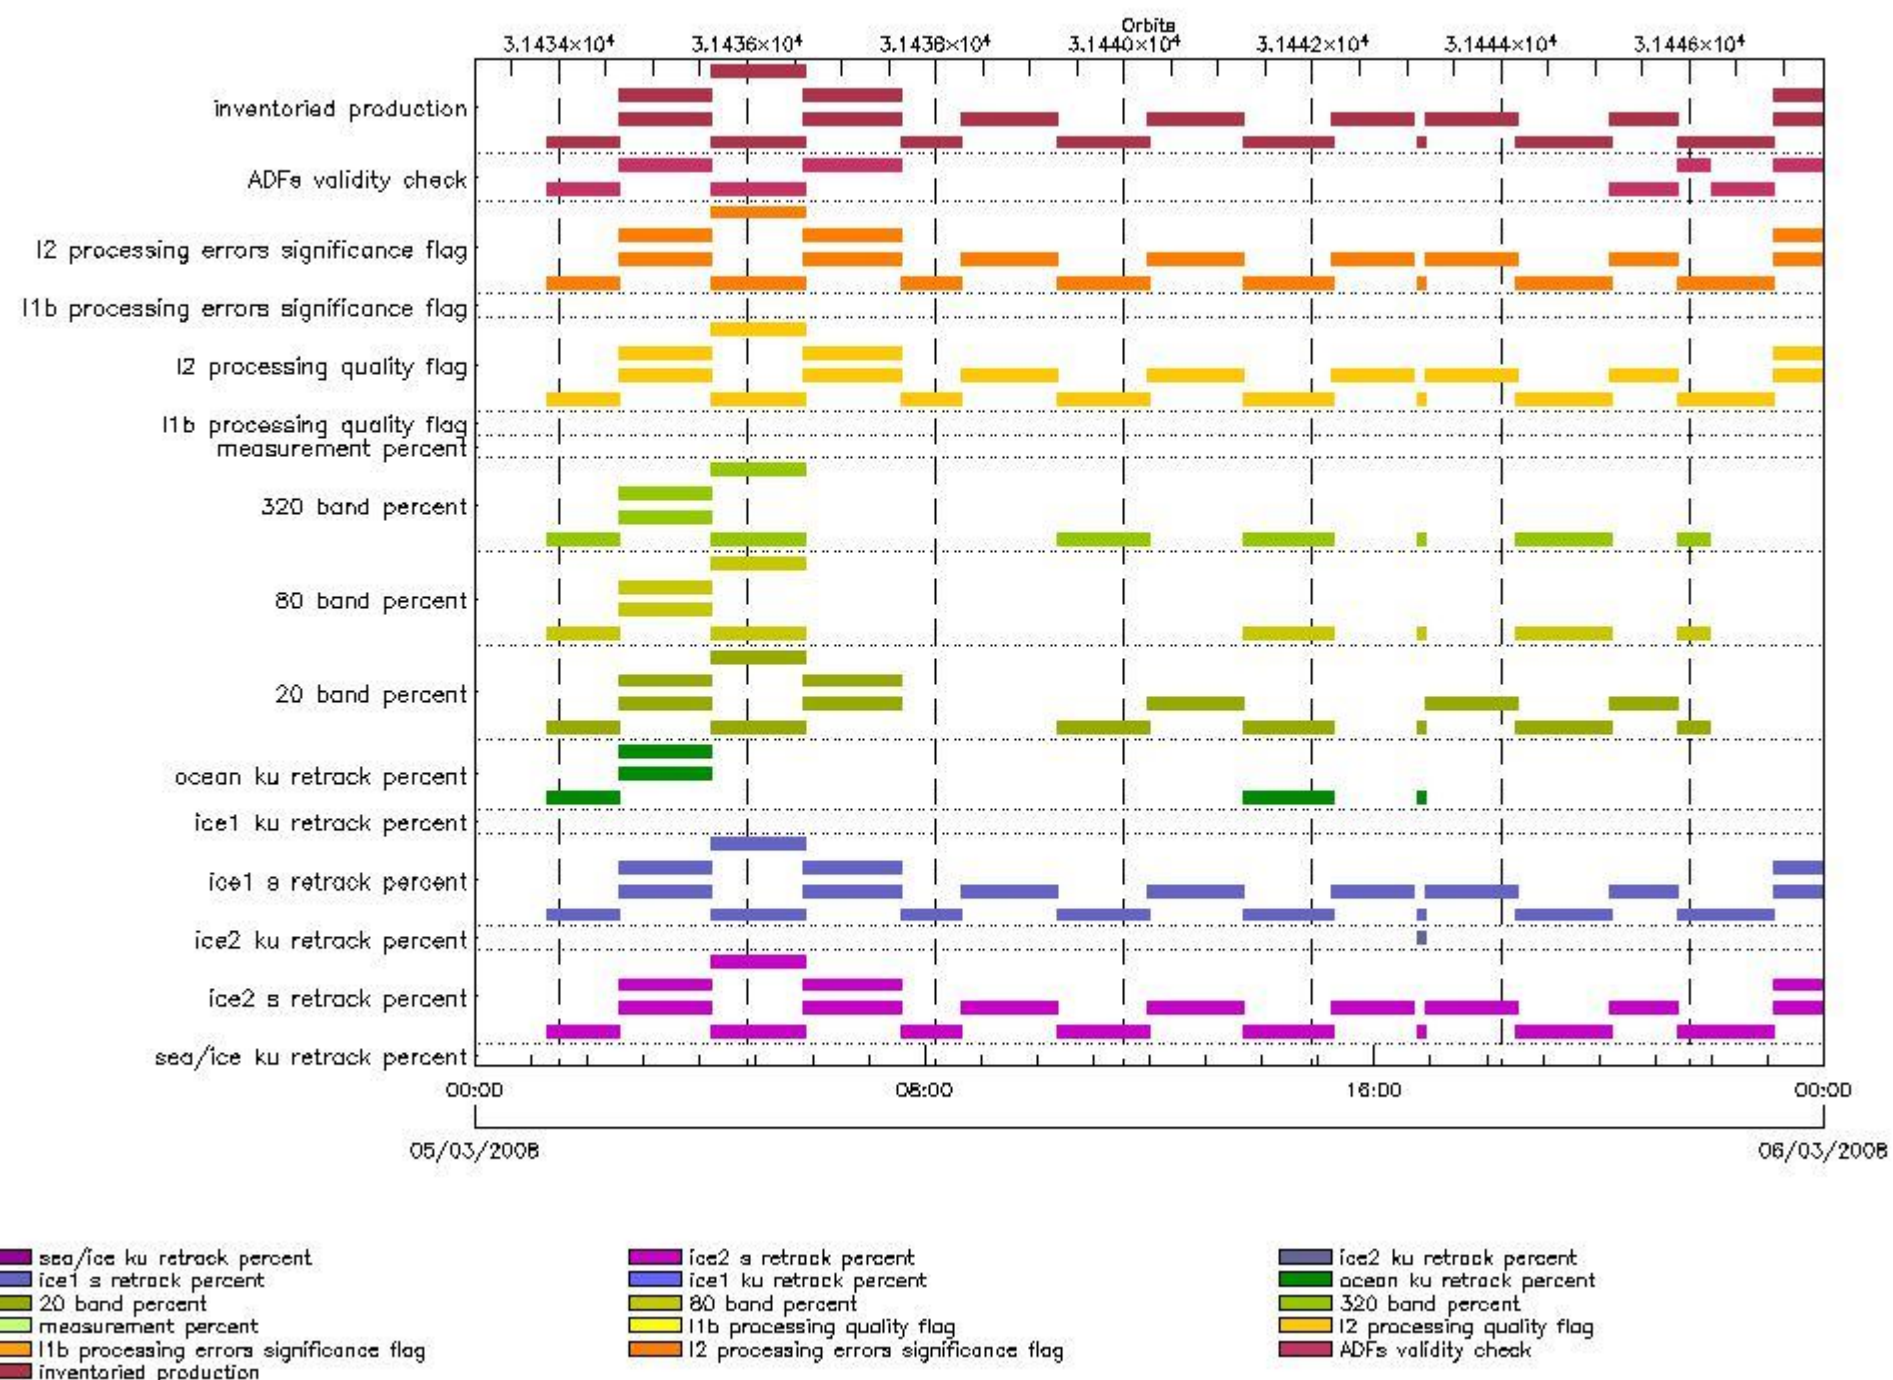 Orbits
3.1434×10⁴ 3.1436×10⁴ 3.1438×10⁴ 3.1440×10⁴ 3.1442×10⁴ 3.1444×10⁴ 3.1446×10⁴
inventoried production
ADFs validity check
l2 processing errors significance flag
l1b processing errors significance flag
l2 processing quality flag
l1b processing quality flag
measurement percent
320 band percent
80 band percent
20 band percent
ocean ku retrack percent
ice1 ku retrack percent
ice1 s retrack percent
ice2 ku retrack percent
ice2 s retrack percent
sea/ice ku retrack percent
00:00 08:00 16:00 00:00
05/03/2008 06/03/2008
sea/ice ku retrack percent ice2 s retrack percent ice2 ku retrack percent
ice1 s retrack percent ice1 ku retrack percent ocean ku retrack percent
20 band percent 80 band percent 320 band percent
measurement percent l1b processing quality flag l2 processing quality flag
l1b processing errors significance flag l2 processing errors significance flag ADFs validity check
inventoried production